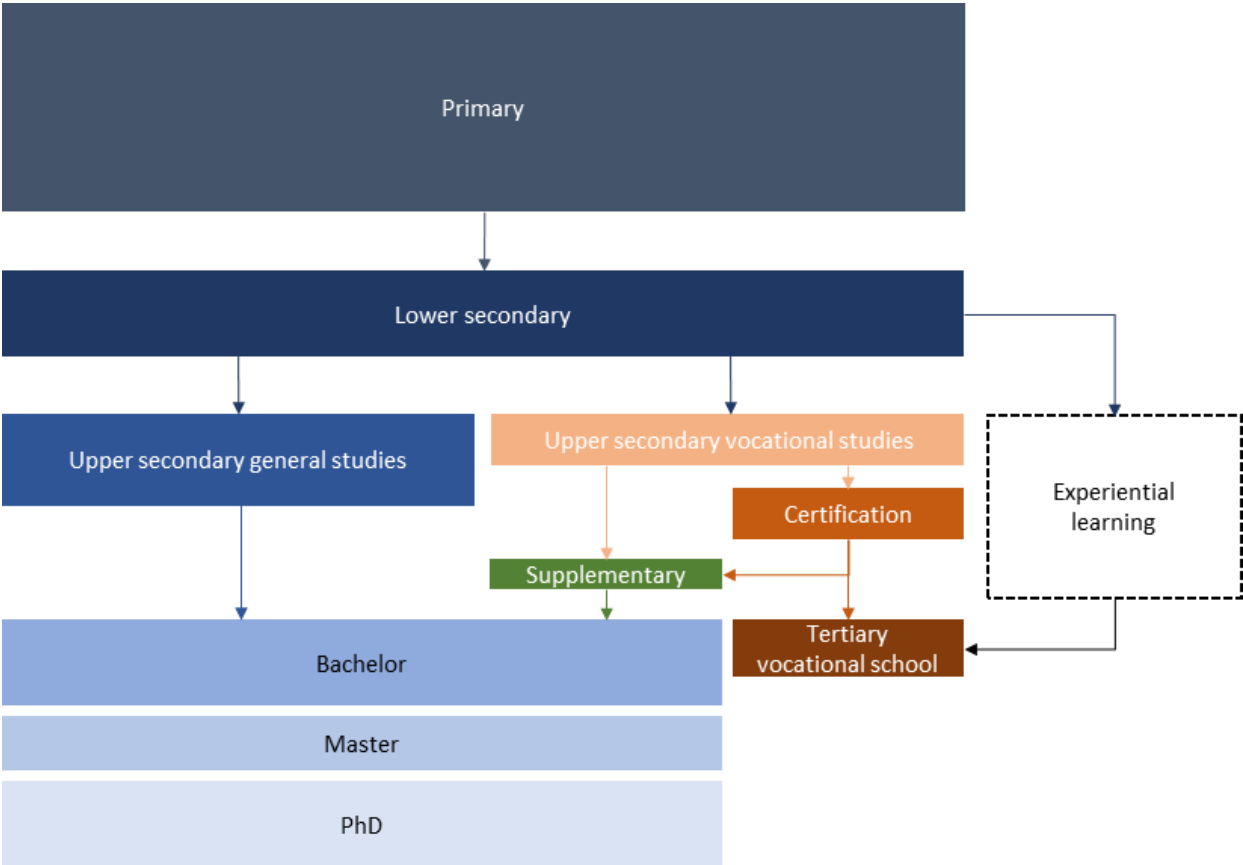 Primary
Lower secondary
Upper secondary general studies
Upper secondary vocational studies
Certification
Experiential
learning
Supplementary
Tertiary
vocational school
Bachelor
Master
PhD